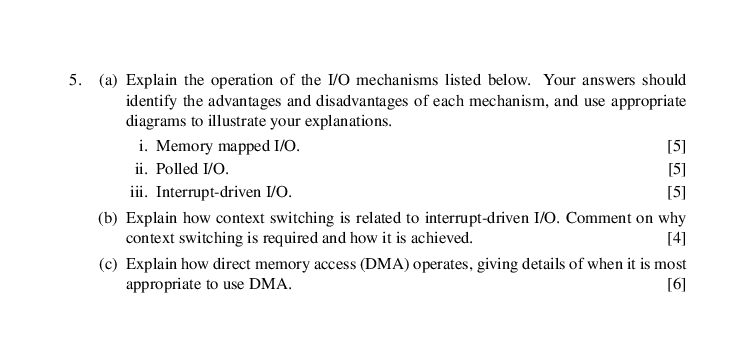 5. (a) Explain the operation of the I/O mechanisms listed below. Your answers should
identify the advantages and disadvantages of each mechanism, and use appropriate
diagrams to illustrate your explanations.
i. Memory mapped I/O. [5]
ii. Polled I/O. [5]
iii. Interrupt-driven I/O. [5]
(b) Explain how context switching is related to interrupt-driven I/O. Comment on why
context switching is required and how it is achieved. [4]
(c) Explain how direct memory access (DMA) operates, giving details of when it is most
appropriate to use DMA. [6]